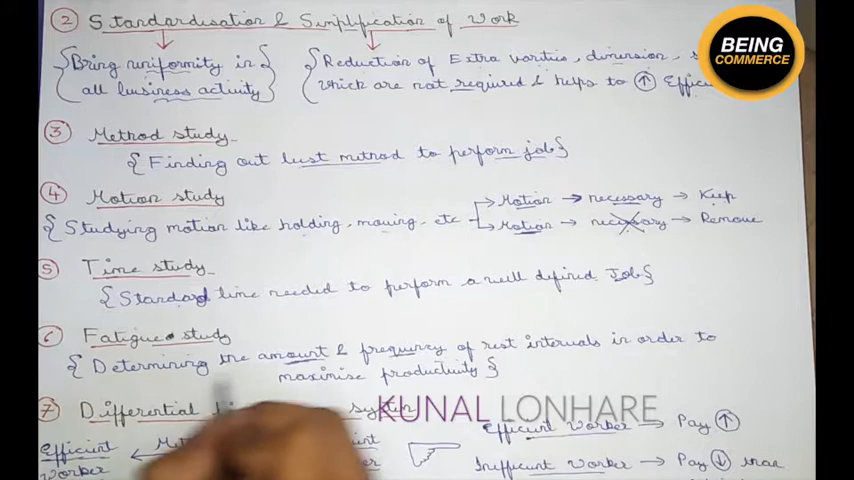 ② Standardisation & Simplification of work
BEING
COMMERCE
{Bring uniformity in
all business activity}
{Reduction of Extra varities, dimension,
which are not required & helps to ↑
③ Method study
{Finding out best method to perform job}
④ Motion study
→ Motion → necessary → Keep
{Studying motion like holding, moving, etc
→ Motion → necessary → Remove
⑤ Time study
{Standard time needed to perform a well defined Job}
⑥ Fatigue study
{Determining the amount & frequency of rest intervals in order to
maximise productivity}
⑦ Differential system
KUNAL LONHARE
Efficient
Worker
Efficient worker → Pay ↑
Inefficient worker → Pay ↓ than